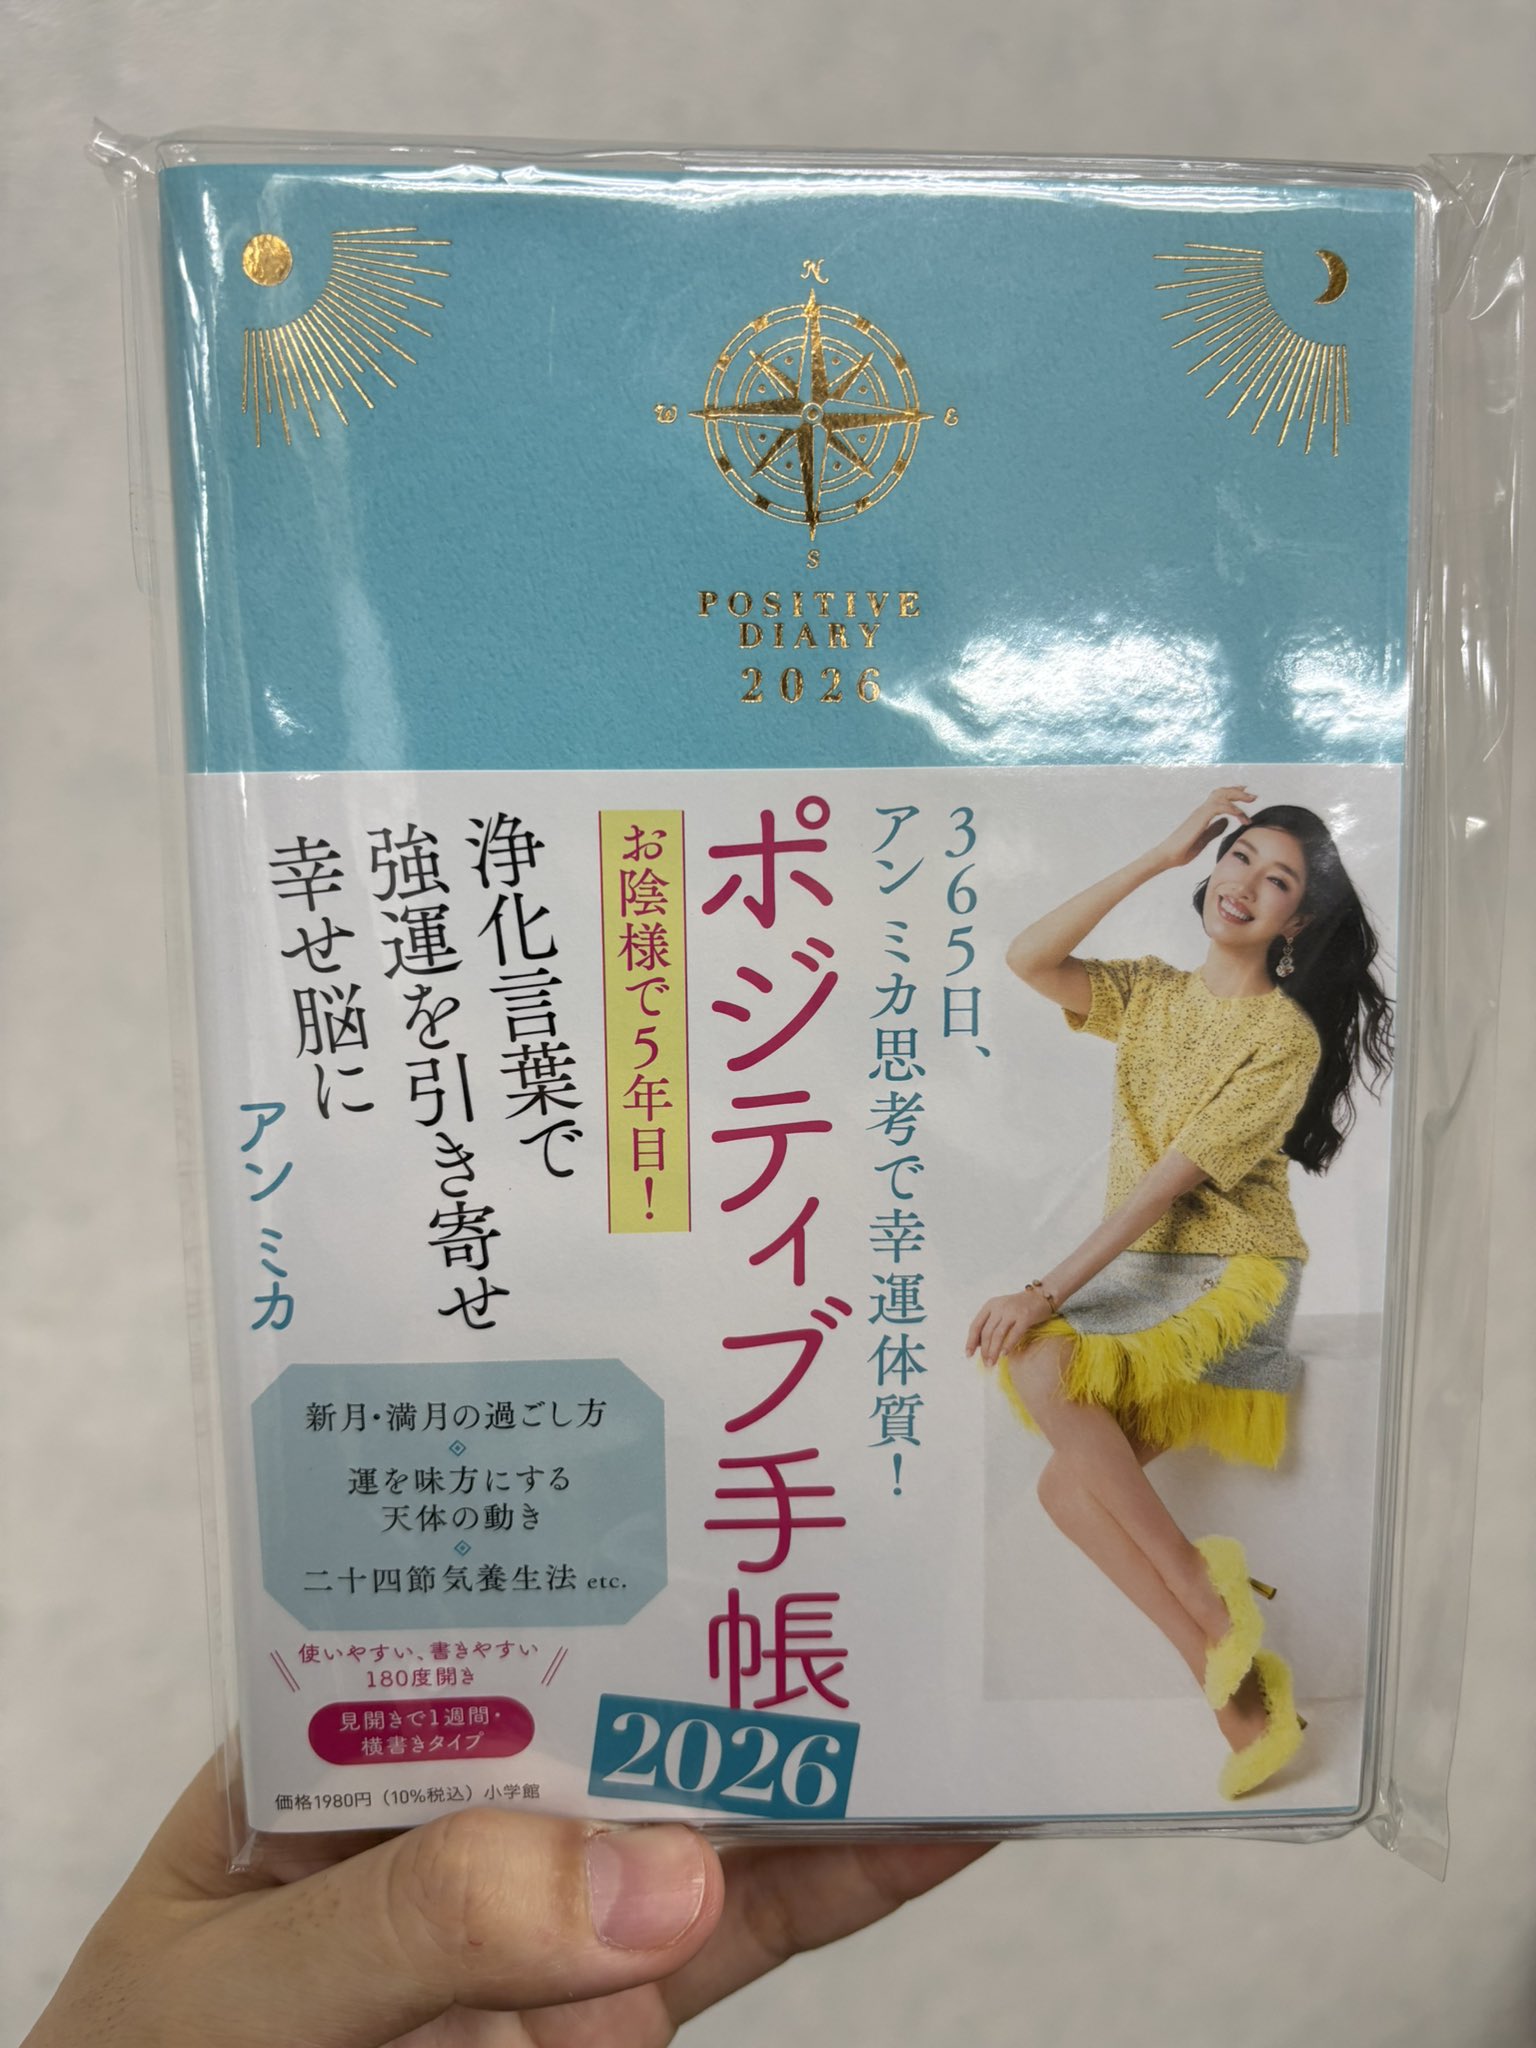 N
W
E
S
POSITIVE
DIARY
2026
365日、
アン ミカ思考で幸運体質！
ポジティブ手帳
2026
お陰様で5年目！
浄化言葉で
強運を引き寄せ
幸せ脳に
アン ミカ
新月・満月の過ごし方
運を味方にする
天体の動き
二十四節気養生法 etc.
使いやすい、書きやすい
180度開き
見開きで1週間・
横書きタイプ
価格1980円（10%税込）小学館